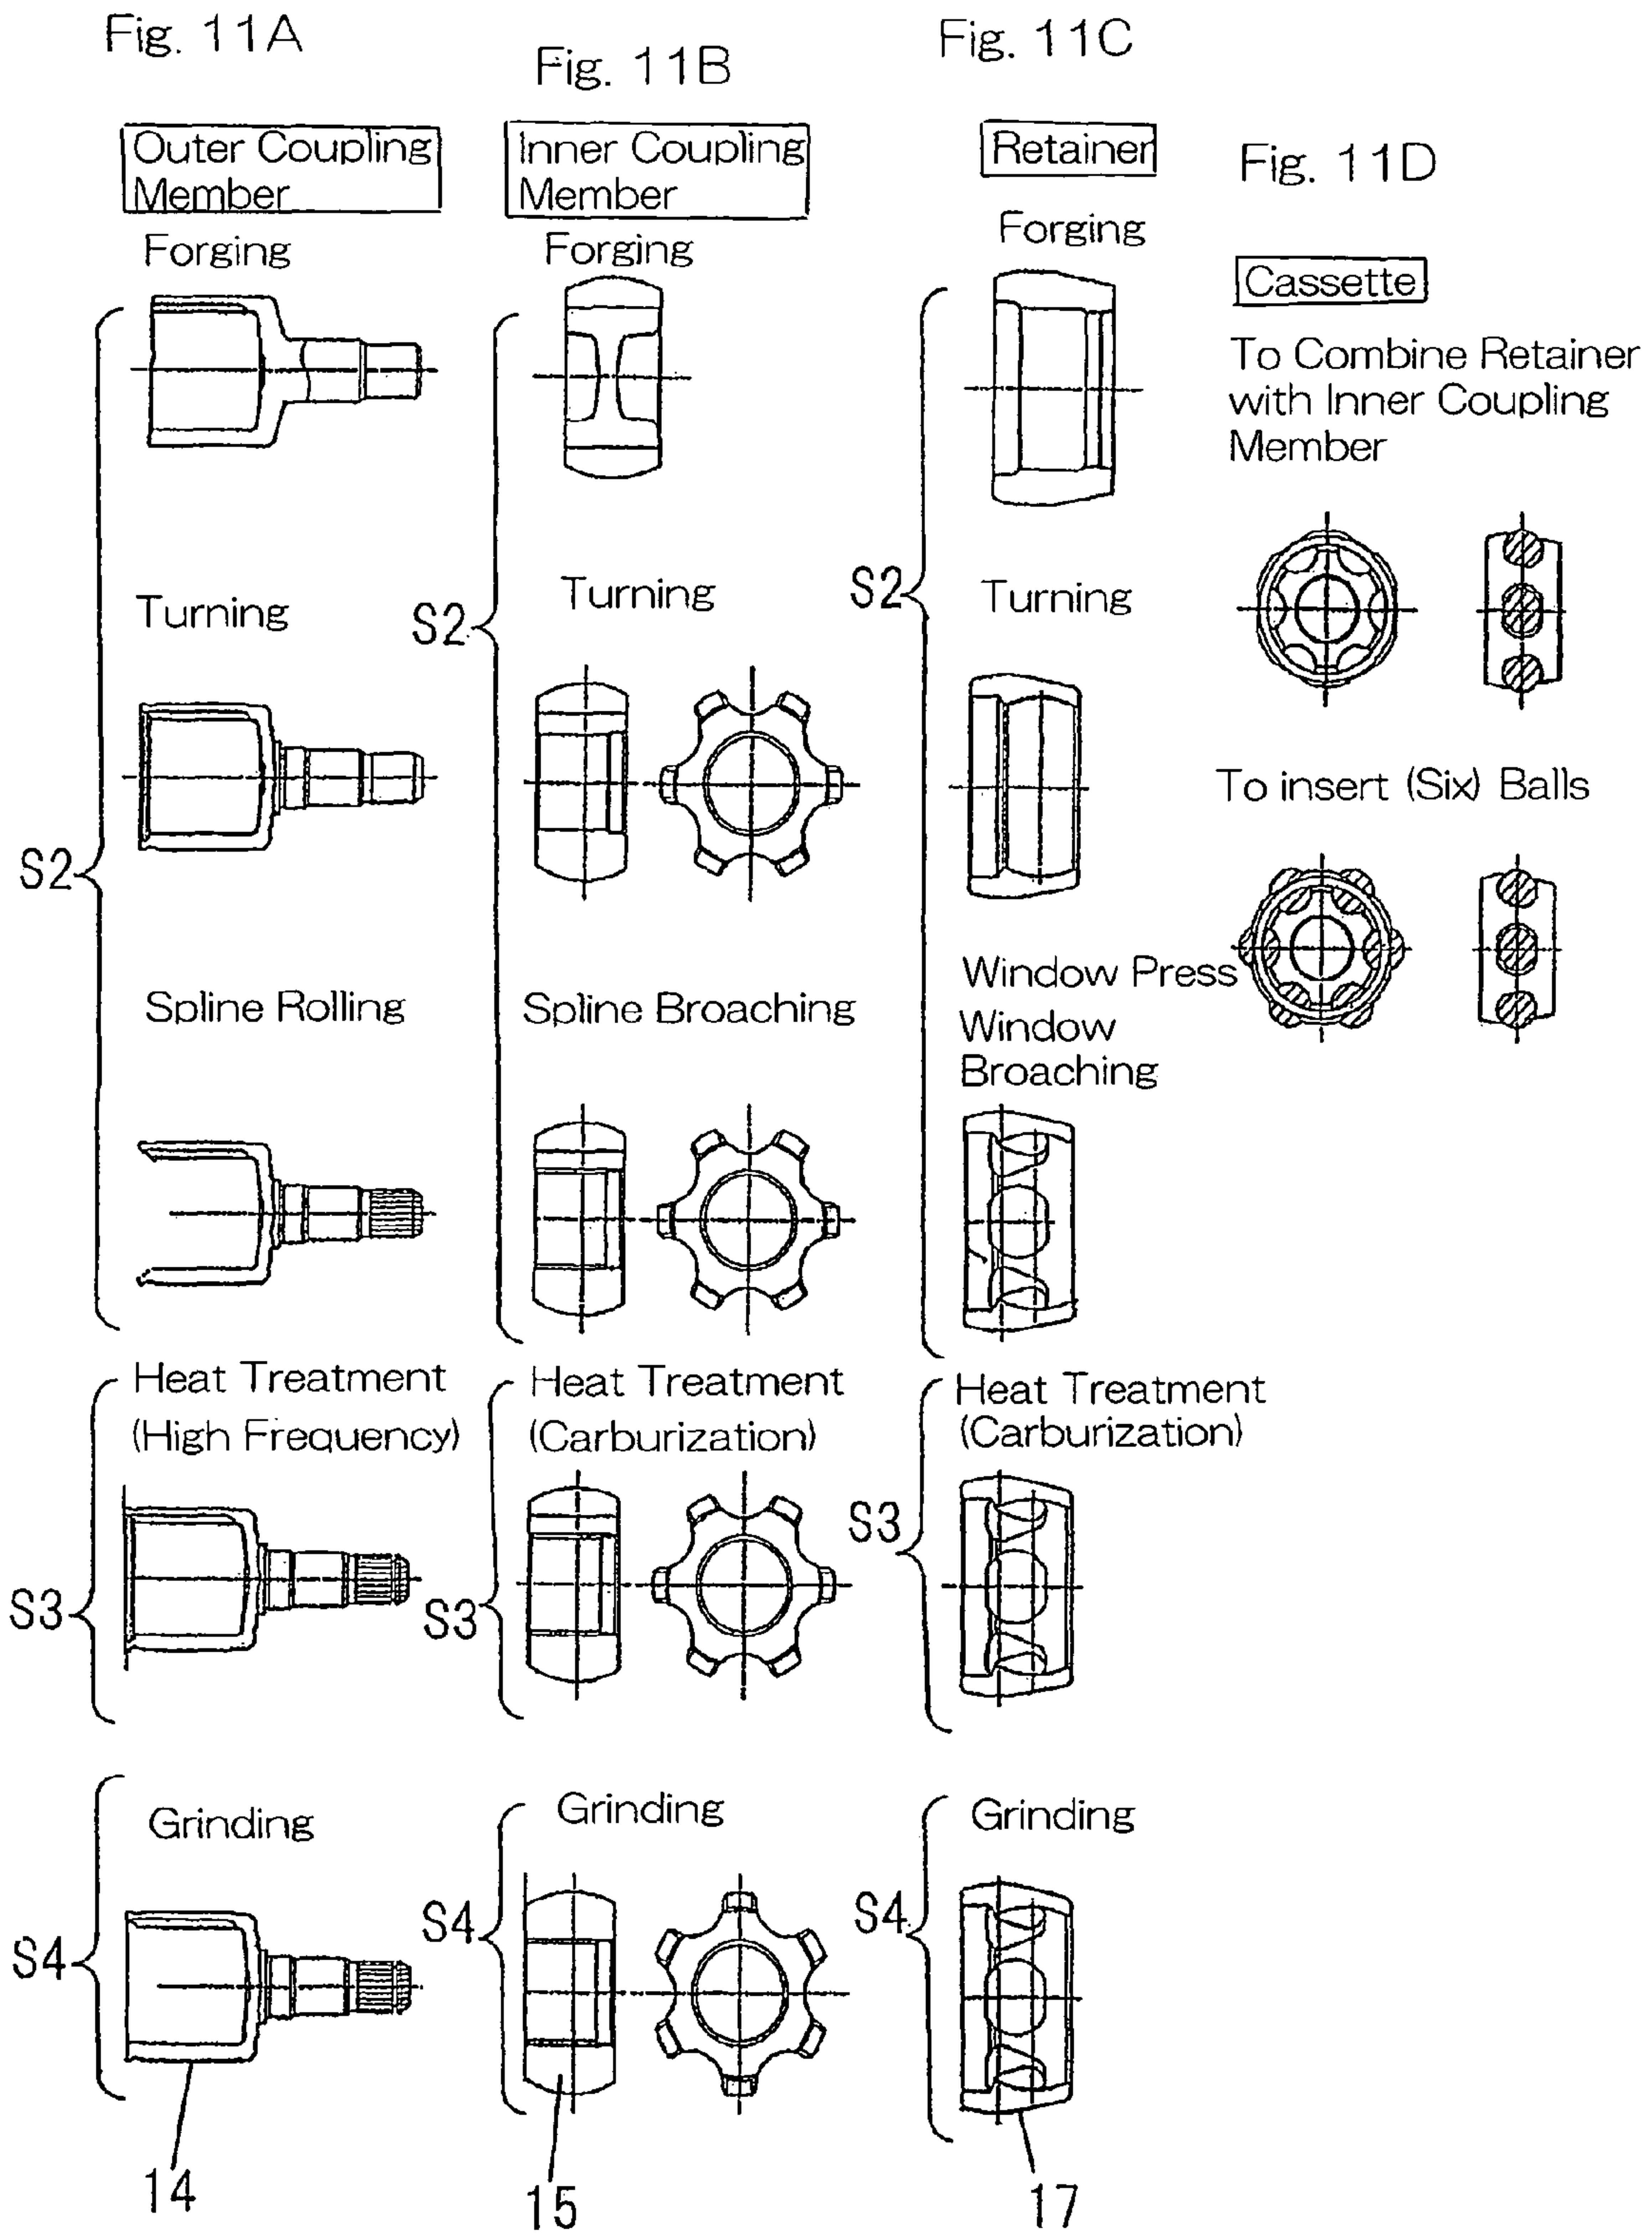 Fig. 11A
Outer Coupling
Member
Forging
Turning
S2
Spline Rolling
Heat Treatment
(High Frequency)
S3
Grinding
S4
14
Fig. 11B
Inner Coupling
Member
Forging
Turning
S2
Spline Broaching
Heat Treatment
(Carburization)
S3
Grinding
S4
15
Fig. 11C
Retainer
Forging
S2
Turning
Window Press
Window
Broaching
Heat Treatment
(Carburization)
S3
Grinding
S4
17
Fig. 11D
Cassette
To Combine Retainer
with Inner Coupling
Member
To insert (Six) Balls